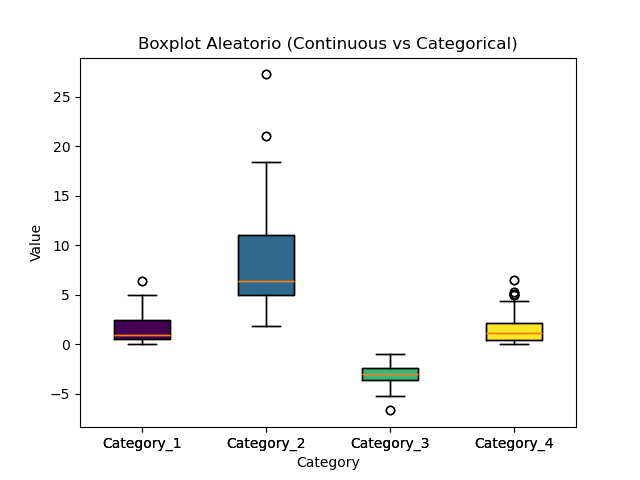 Boxplot Aleatorio (Continuous vs Categorical)
Value
25
20
15
10
5
0
−5
Category_1 Category_2 Category_3 Category_4
Category